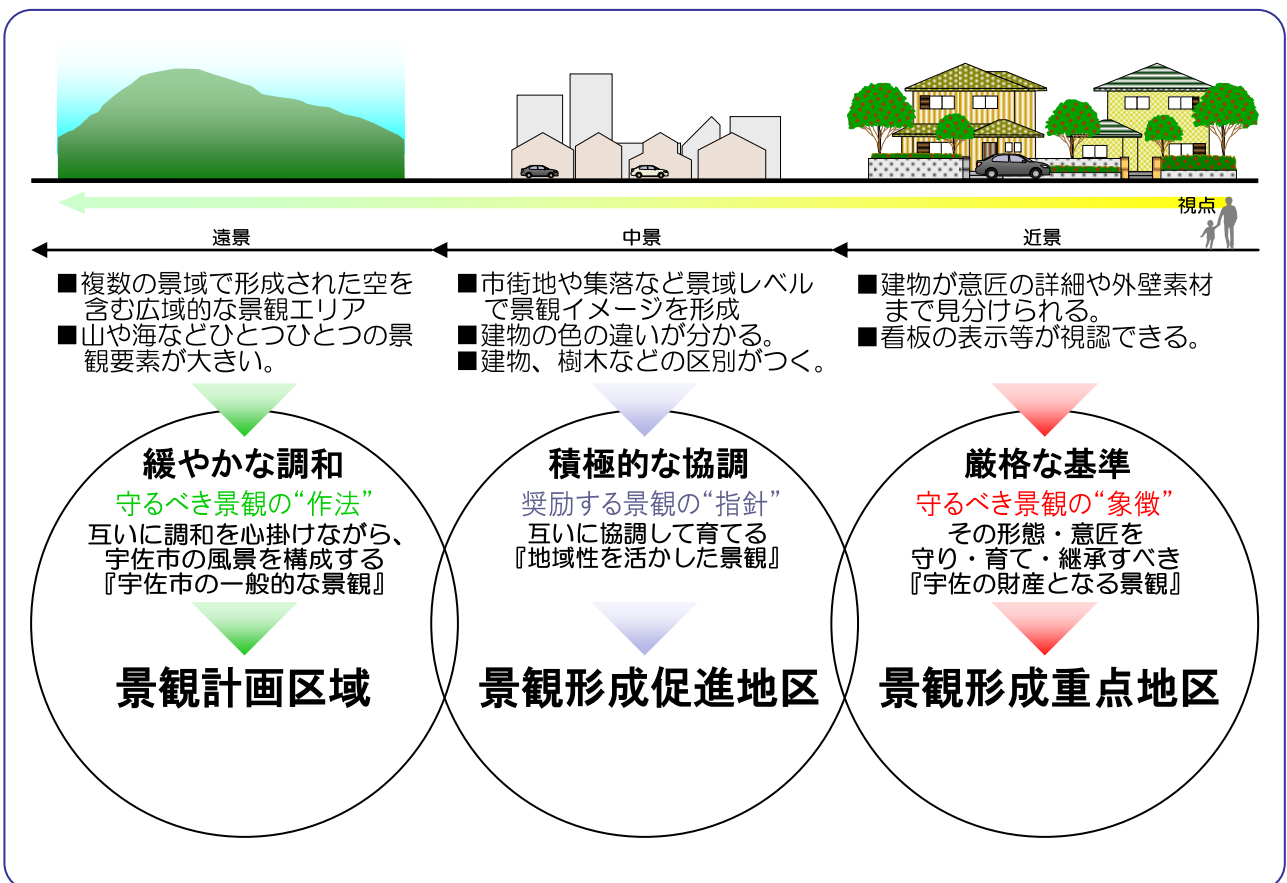 視点
遠景
中景
近景
■複数の景域で形成された空を
含む広域的な景観エリア
■山や海などひとつひとつの景
観要素が大きい。
■市街地や集落など景域レベル
で景観イメージを形成
■建物の色の違いが分かる。
■建物、樹木などの区別がつく。
■建物が意匠の詳細や外壁素材
まで見分けられる。
■看板の表示等が視認できる。
緩やかな調和
守るべき景観の“作法”
互いに調和を心掛けながら、
宇佐市の風景を構成する
『宇佐市の一般的な景観』
景観計画区域
積極的な協調
奨励する景観の“指針”
互いに協調して育てる
『地域性を活かした景観』
景観形成促進地区
厳格な基準
守るべき景観の“象徴”
その形態・意匠を
守り・育て・継承すべき
『宇佐の財産となる景観』
景観形成重点地区